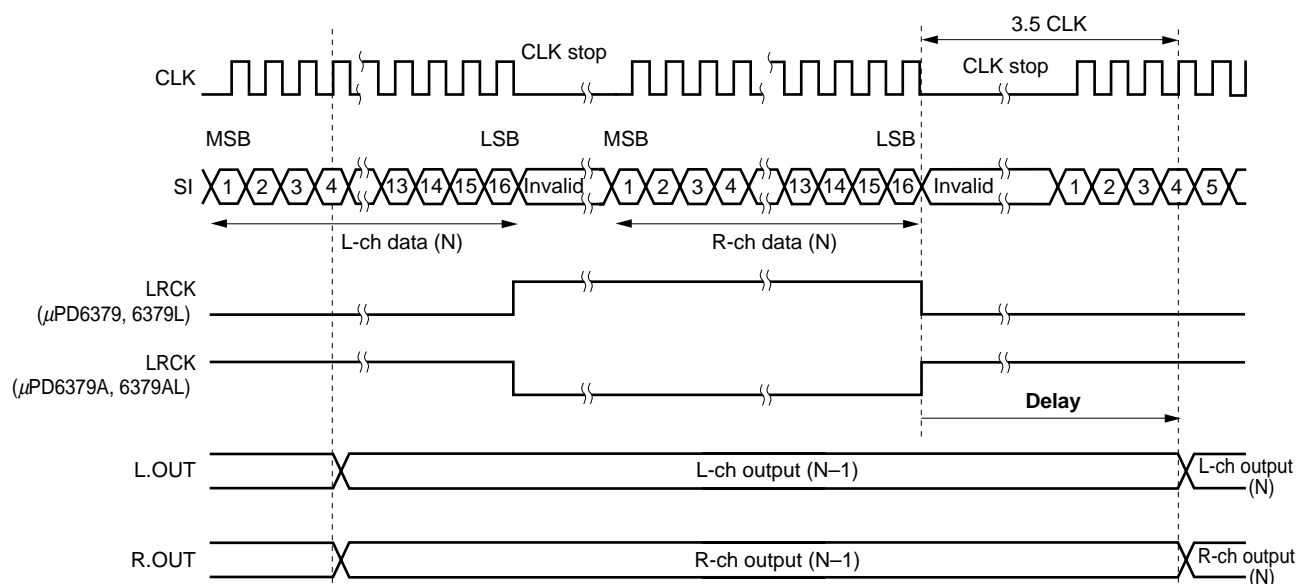 3.5 CLK
CLK stop
CLK stop
CLK
MSB
LSB
MSB
LSB
SI
1 2 3 4 13 14 15 16 Invalid 1 2 3 4 13 14 15 16 Invalid 1 2 3 4 5
L-ch data (N)
R-ch data (N)
LRCK
(μPD6379, 6379L)
LRCK
(μPD6379A, 6379AL)
Delay
L.OUT
L-ch output (N–1)
L-ch output
(N)
R.OUT
R-ch output (N–1)
R-ch output
(N)